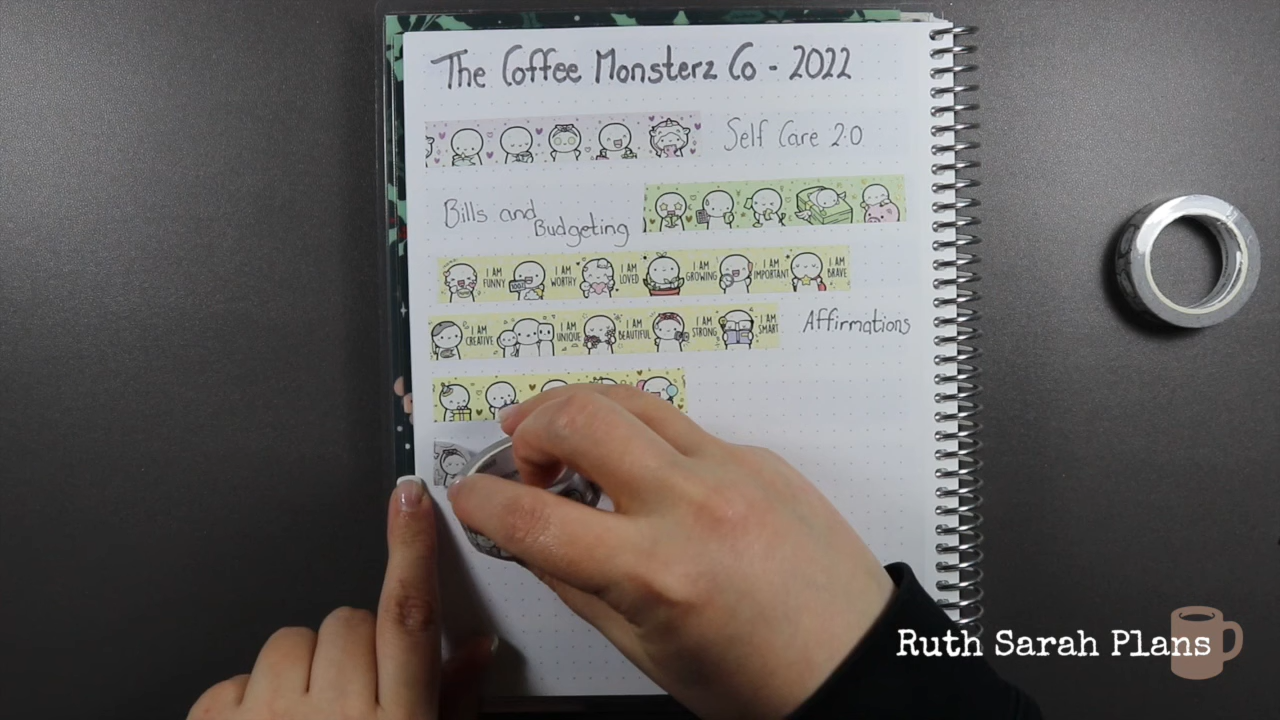 The Coffee Monsterz Co - 2022
Self Care 2.0
Bills and
Budgeting
I AM FUNNY I AM WORTHY I AM LOVED I AM GROWING I AM IMPORTANT I AM BRAVE
I AM CREATIVE I AM UNIQUE I AM BEAUTIFUL I AM STRONG I AM SMART
Affirmations
Ruth Sarah Plans